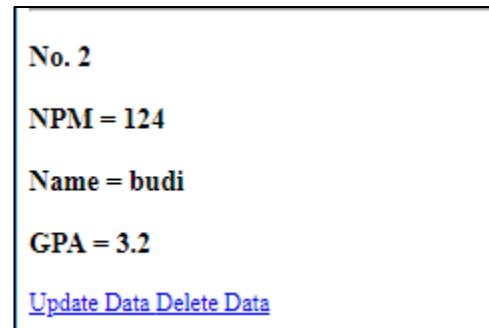 No. 2
NPM = 124
Name = budi
GPA = 3.2
Update Data Delete Data